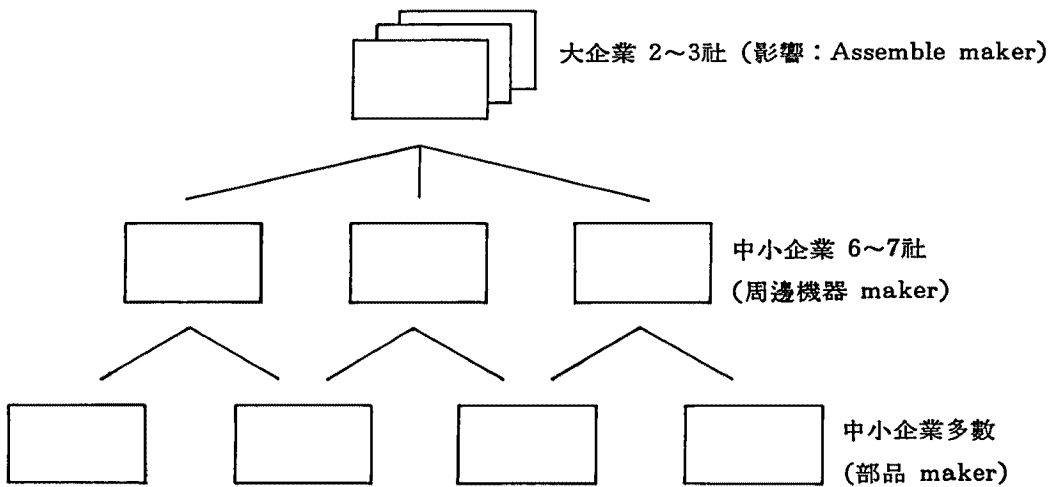 大企業 2～3社 (影響：Assemble maker)
中小企業 6～7社
(周邊機器 maker)
中小企業多數
(部品 maker)